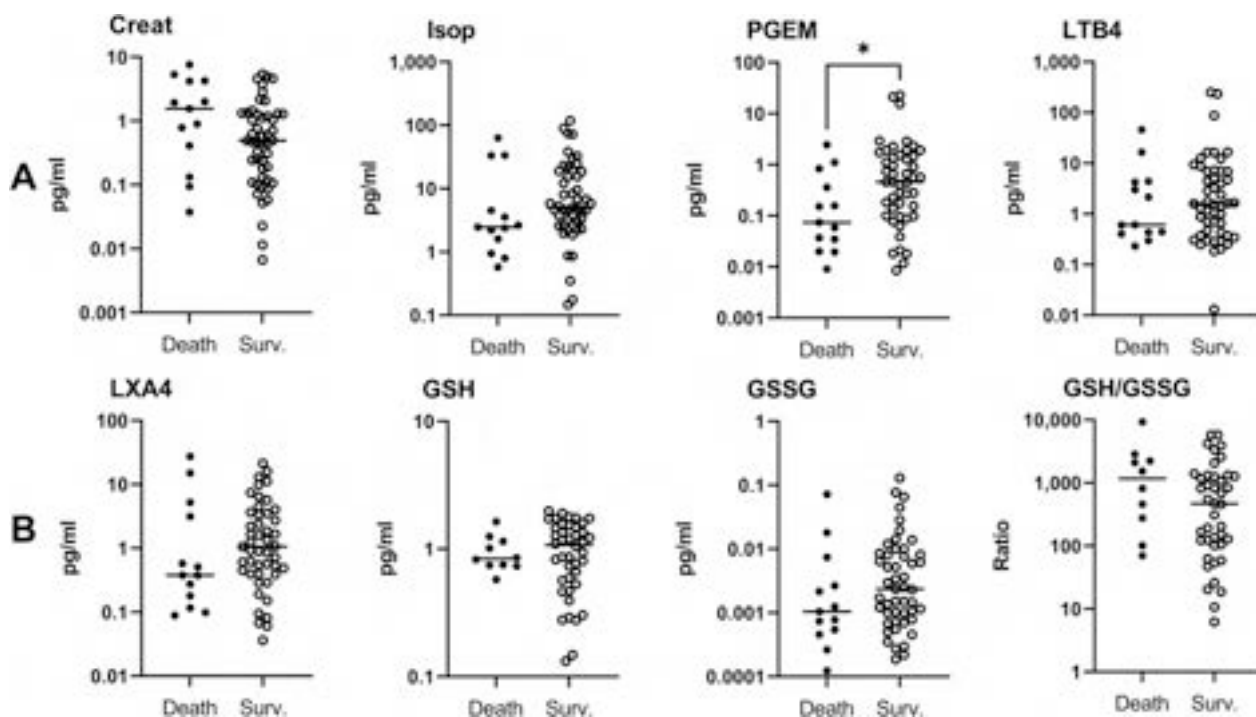 Creat Isop PGEM LTB4
A
pg/ml
10
1
0.1
0.01
0.001
Death Surv.
pg/ml
1,000
100
10
1
0.1
Death Surv.
*
pg/ml
100
10
1
0.1
0.01
0.001
Death Surv.
pg/ml
1,000
100
10
1
0.1
0.01
Death Surv.
LXA4 GSH GSSG GSH/GSSG
B
pg/ml
100
10
1
0.1
0.01
Death Surv.
pg/ml
10
1
0.1
Death Surv.
pg/ml
1
0.1
0.01
0.001
0.0001
Death Surv.
Ratio
10,000
1,000
100
10
1
Death Surv.